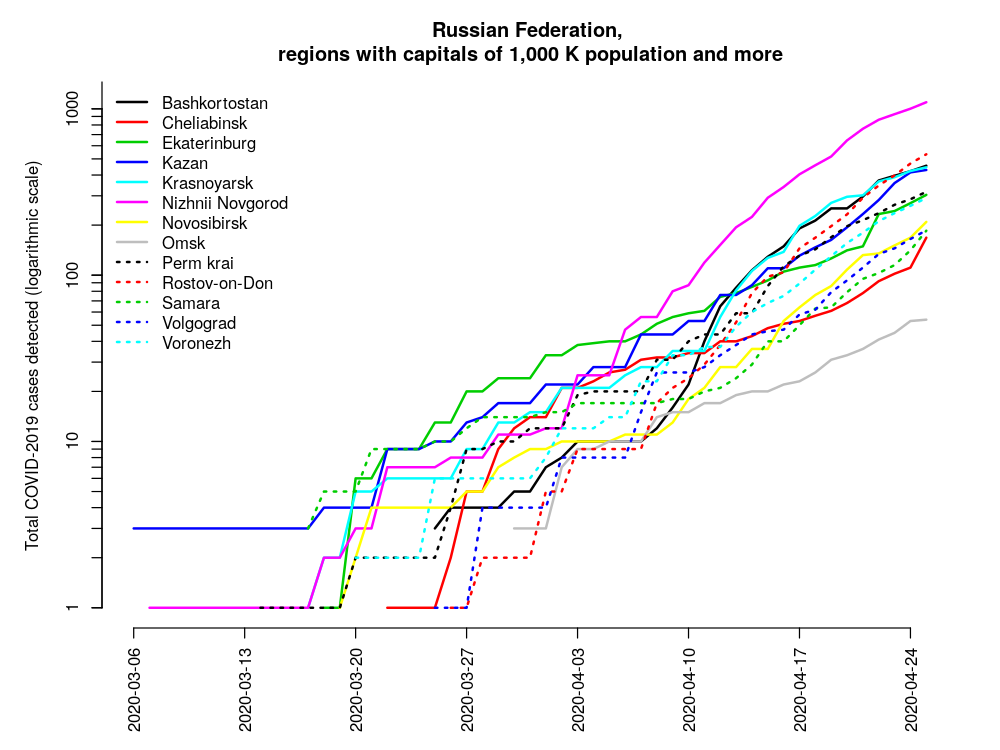 Russian Federation,
regions with capitals of 1,000 K population and more
Total COVID-2019 cases detected (logarithmic scale)
1000
100
10
1
Bashkortostan
Cheliabinsk
Ekaterinburg
Kazan
Krasnoyarsk
Nizhnii Novgorod
Novosibirsk
Omsk
Perm krai
Rostov-on-Don
Samara
Volgograd
Voronezh
2020-03-06
2020-03-13
2020-03-20
2020-03-27
2020-04-03
2020-04-10
2020-04-17
2020-04-24